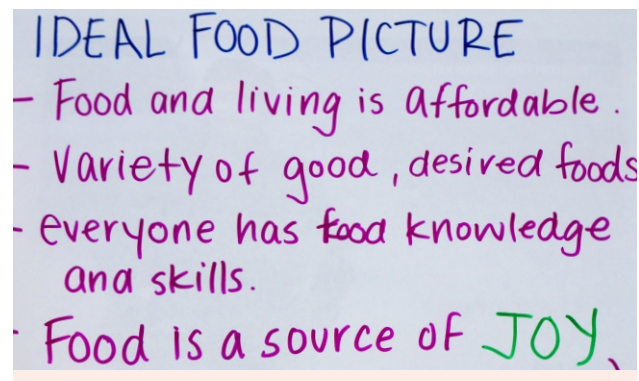 IDEAL FOOD PICTURE
- Food and living is affordable.
- Variety of good, desired foods
- everyone has food knowledge
and skills.
- Food is a source of JOY,